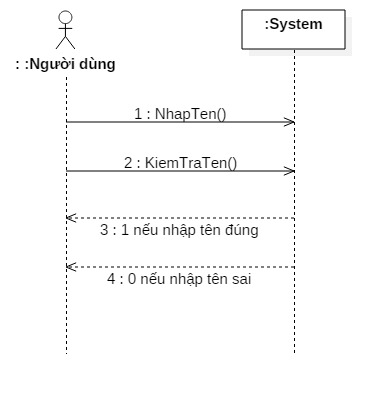 :System
: :Người dùng
1 : NhapTen()
2 : KiemTraTen()
3 : 1 nếu nhập tên đúng
4 : 0 nếu nhập tên sai